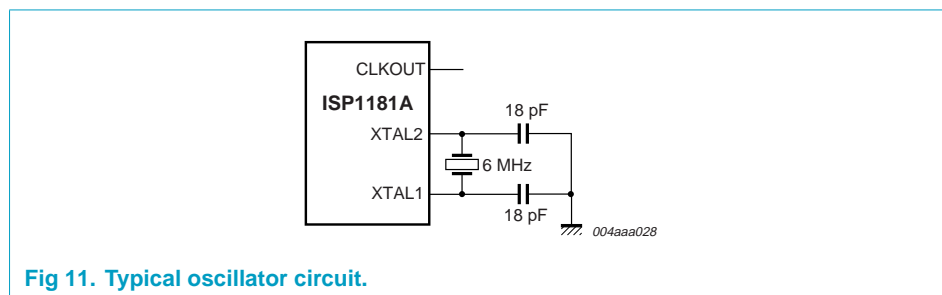 CLKOUT
ISP1181A
18 pF
XTAL2
6 MHz
XTAL1
18 pF
004aaa028
Fig 11. Typical oscillator circuit.